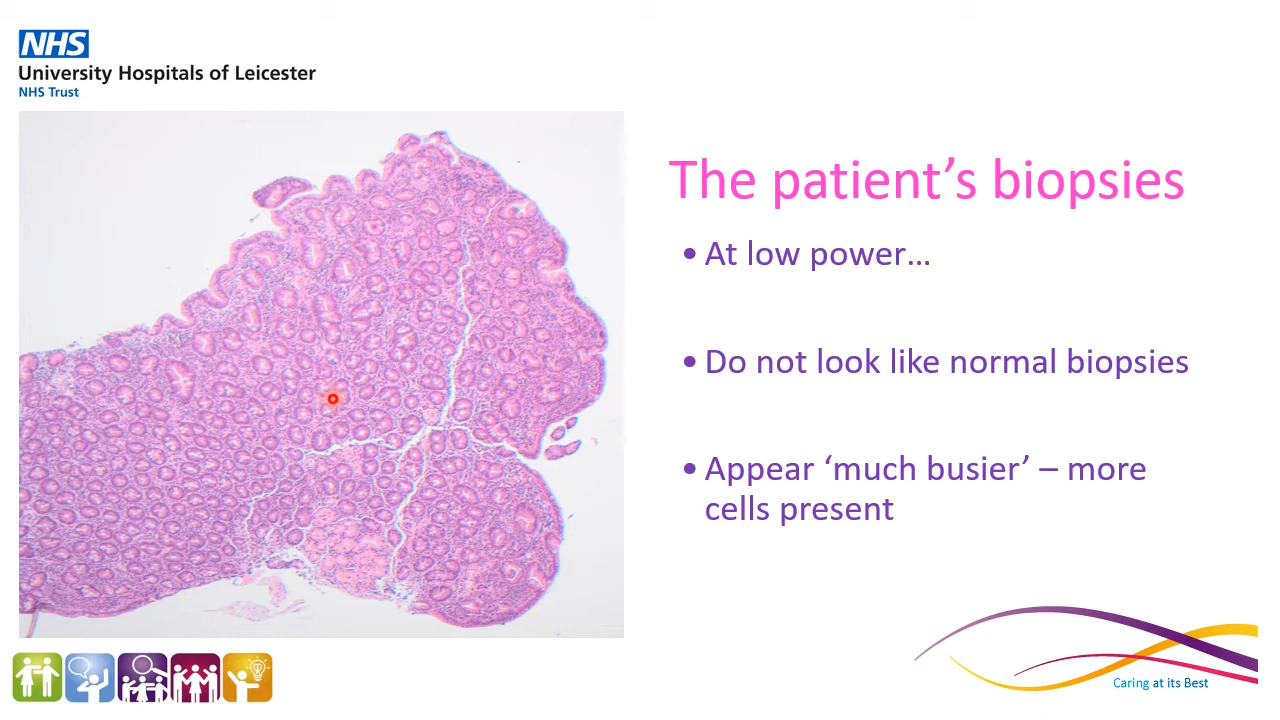 NHS
University Hospitals of Leicester
NHS Trust
The patient’s biopsies
• At low power…
• Do not look like normal biopsies
• Appear ‘much busier’ – more
cells present
Caring at its Best